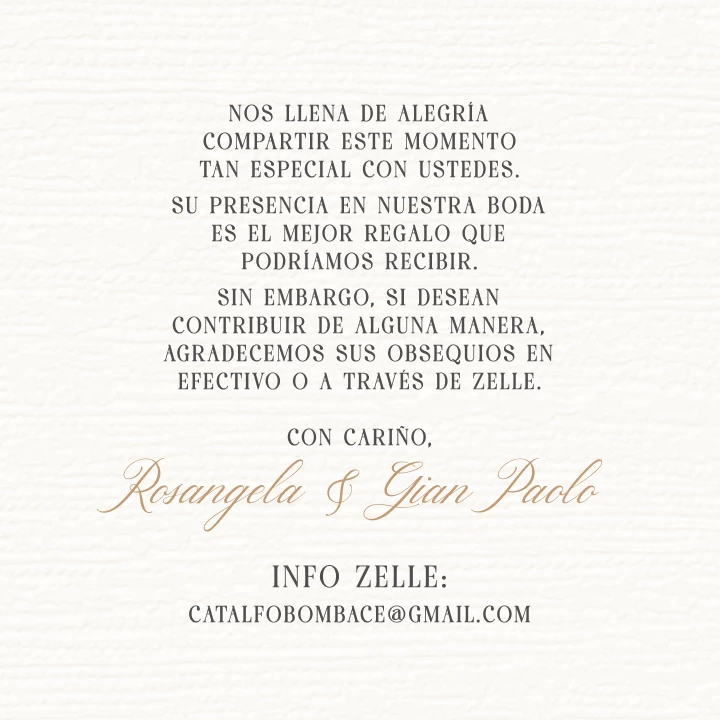 NOS LLENA DE ALEGRÍA
COMPARTIR ESTE MOMENTO
TAN ESPECIAL CON USTEDES.
SU PRESENCIA EN NUESTRA BODA
ES EL MEJOR REGALO QUE
PODRÍAMOS RECIBIR.
SIN EMBARGO, SI DESEAN
CONTRIBUIR DE ALGUNA MANERA,
AGRADECEMOS SUS OBSEQUIOS EN
EFECTIVO O A TRAVÉS DE ZELLE.
CON CARIÑO,
Rosangela & Gian Paolo
INFO ZELLE:
CATALFOBOMBACE@GMAIL.COM